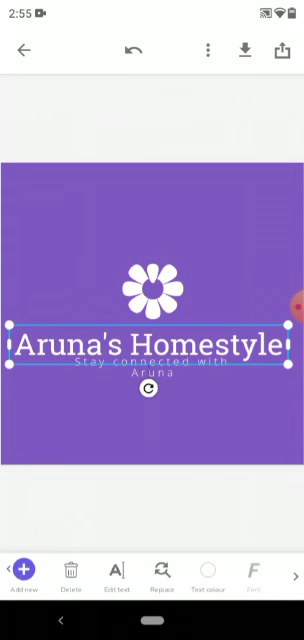 2:55
Aruna's Homestyle
Stay connected with
Aruna
Add new
Delete
Edit text
Replace
Text colour
Font